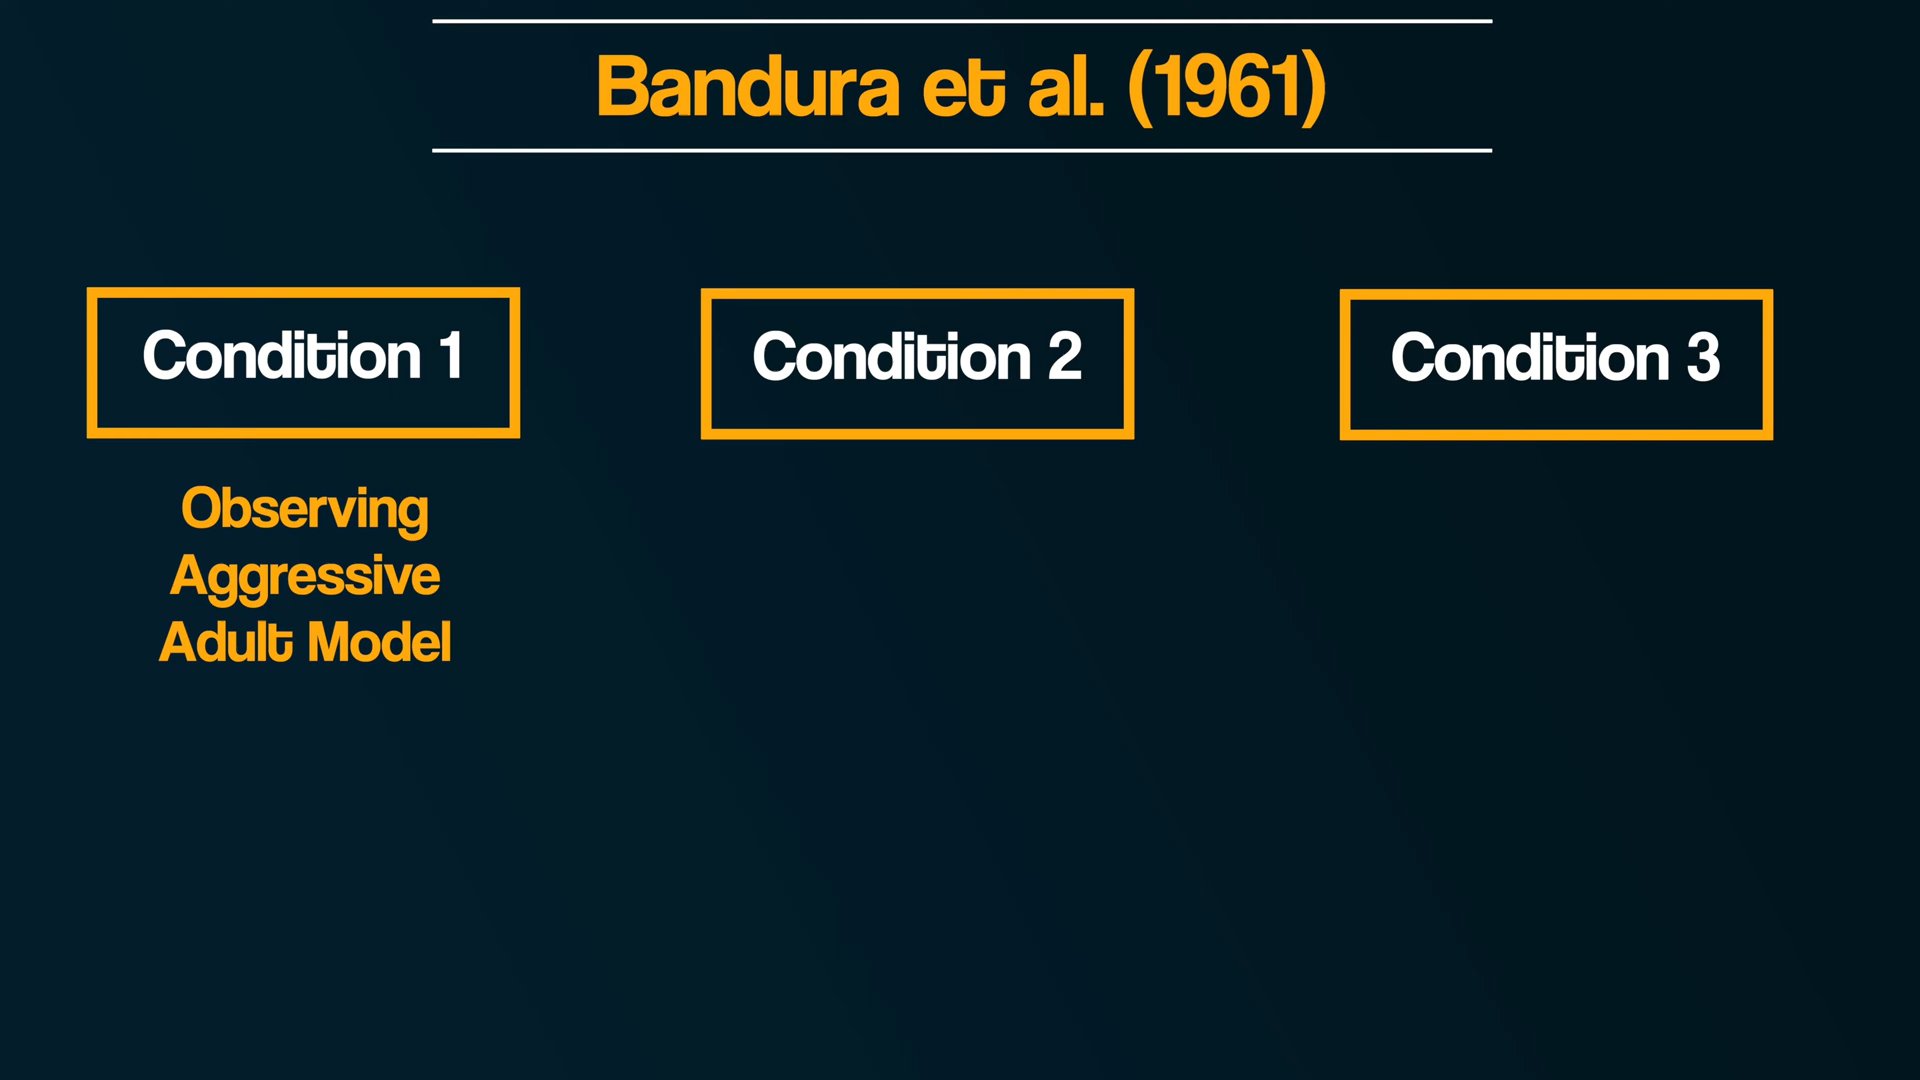 Bandura et al. (1961)
Condition 1
Condition 2
Condition 3
Observing
Aggressive
Adult Model